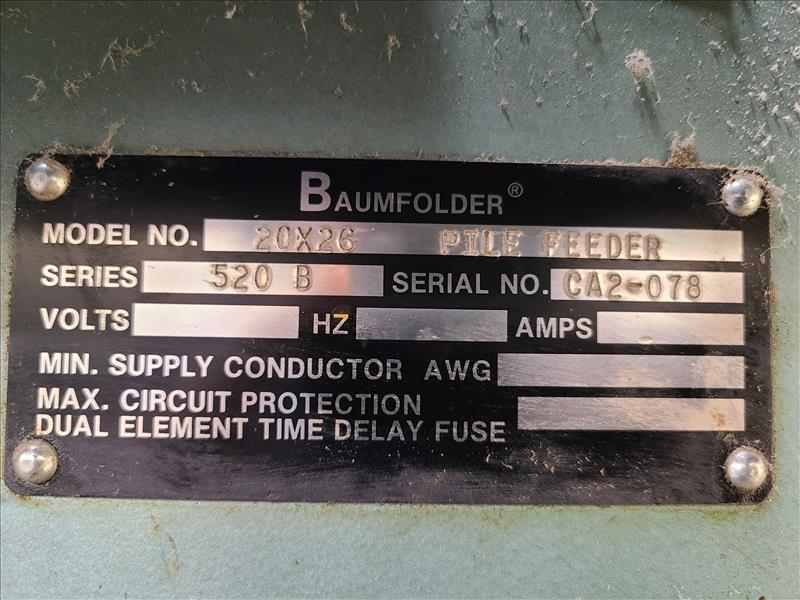 BAUMFOLDER®
MODEL NO. 20X26 PILE FEEDER
SERIES 520 B SERIAL NO. CA2-078
VOLTS HZ AMPS
MIN. SUPPLY CONDUCTOR AWG
MAX. CIRCUIT PROTECTION
DUAL ELEMENT TIME DELAY FUSE